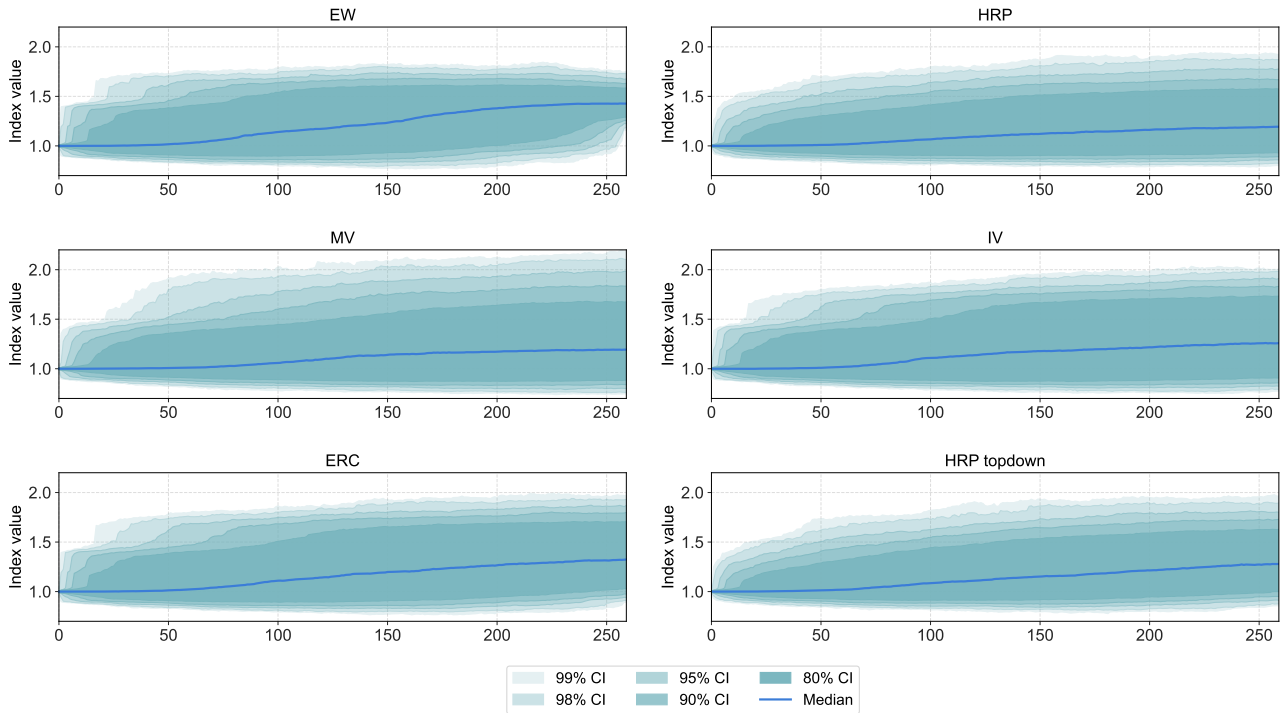 EW
HRP
Index value
2.0
1.5
1.0
0 50 100 150 200 250
Index value
2.0
1.5
1.0
0 50 100 150 200 250
MV
IV
Index value
2.0
1.5
1.0
0 50 100 150 200 250
Index value
2.0
1.5
1.0
0 50 100 150 200 250
ERC
HRP topdown
Index value
2.0
1.5
1.0
0 50 100 150 200 250
Index value
2.0
1.5
1.0
0 50 100 150 200 250
99% CI 95% CI 80% CI
98% CI 90% CI Median